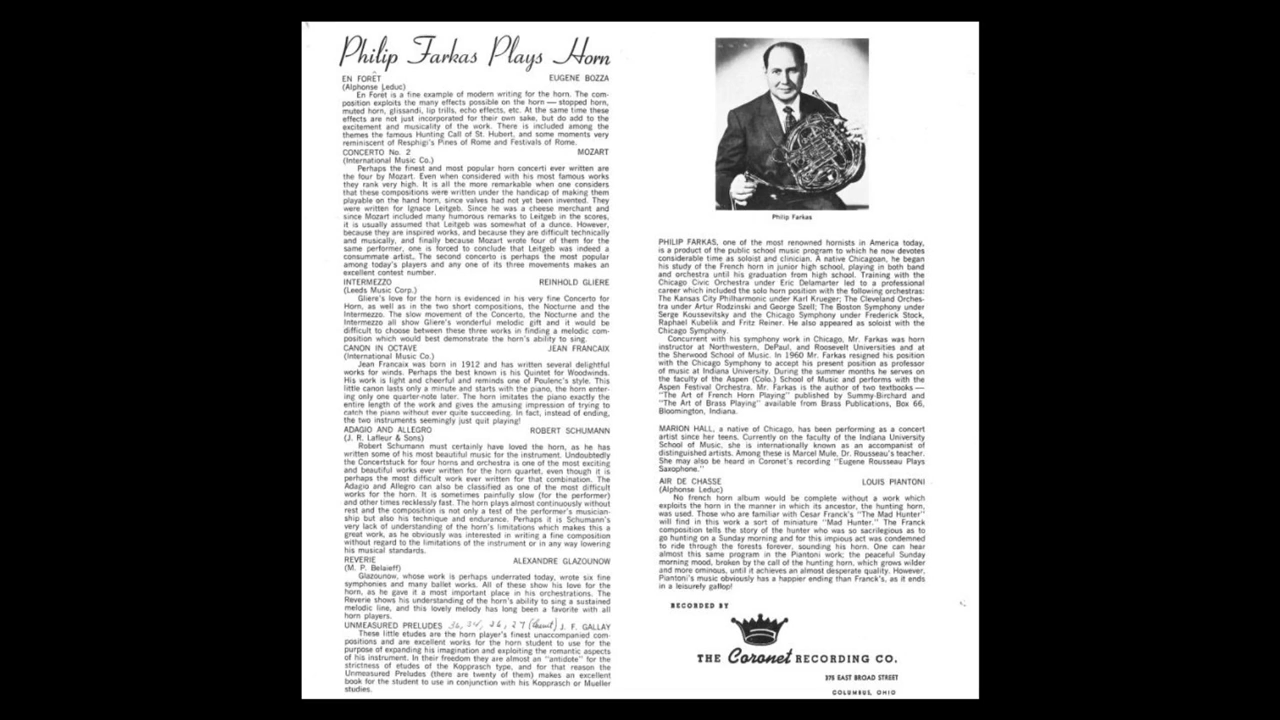 Philip Farkas Plays Horn
EN FORÊT EUGENE BOZZA
(Alphonse Leduc)
En Foret is a fine example of modern writing for the horn. The com-
position exploits the many effects possible on the horn — stopped horn,
muted horn, glissandi, lip trills, echo effects, etc. At the same time these
effects are not just incorporated for their own sake, but do add to the
excitement and musicality of the work. There is included among the
themes the famous Hunting Call of St. Hubert, and some moments very
reminiscent of Resphigi's Pines of Rome and Festivals of Rome.
CONCERTO No. 2 MOZART
(International Music Co.)
Perhaps the finest and most popular horn concerti ever written are
the four by Mozart. Even when considered with his most famous works
they rank very high. It is all the more remarkable when one considers
that these compositions were written under the handicap of making them
playable on the hand horn, since valves had not yet been invented. They
were written for Ignace Leitgeb. Since he was a cheese merchant and
since Mozart included many humorous remarks to Leitgeb in the scores,
it is usually assumed that Leitgeb was somewhat of a dunce. However,
because they are inspired works, and because they are difficult technically
and musically, and finally because Mozart wrote four of them for the
same performer, one is forced to conclude that Leitgeb was indeed a
consummate artist. The second concerto is perhaps the most popular
among today's players and any one of its three movements makes an
excellent contest number.
INTERMEZZO REINHOLD GLIERE
(Leeds Music Corp.)
Gliere's love for the horn is evidenced in his very fine Concerto for
Horn, as well as in the two short compositions, the Nocturne and the
Intermezzo. The slow movement of the Concerto, the Nocturne and the
Intermezzo all show Gliere's wonderful melodic gift and it would be
difficult to choose between these three works in finding a melodic com-
position which would best demonstrate the horn's ability to sing.
CANON IN OCTAVE JEAN FRANCAIX
(International Music Co.)
Jean Francaix was born in 1912 and has written several delightful
works for winds. Perhaps the best known is his Quintet for Woodwinds.
His work is light and cheerful and reminds one of Poulenc's style. This
little canon lasts only a minute and starts with the piano, the horn enter-
ing only one quarter-note later. The horn imitates the piano exactly the
entire length of the work and gives the amusing impression of trying to
catch the piano without ever quite succeeding. In fact, instead of ending,
the two instruments seemingly just quit playing!
ADAGIO AND ALLEGRO ROBERT SCHUMANN
(J. R. Lafleur & Sons)
Robert Schumann must certainly have loved the horn, as he has
written some of his most beautiful music for the instrument. Undoubtedly
the Concertstuck for four horns and orchestra is one of the most exciting
and beautiful works ever written for the horn quartet, even though it is
perhaps the most difficult work ever written for that combination. The
Adagio and Allegro can also be classified as one of the most difficult
works for the horn. It is sometimes painfully slow (for the performer)
and other times recklessly fast. The horn plays almost continuously without
rest and the composition is not only a test of the performer's musician-
ship but also his technique and endurance. Perhaps it is Schumann's
very lack of understanding of the horn's limitations which makes this a
great work, as he obviously was interested in writing a fine composition
without regard to the limitations of the instrument or in any way lowering
his musical standards.
REVERIE ALEXANDRE GLAZOUNOW
(M. P. Belaieff)
Glazounow, whose work is perhaps underrated today, wrote six fine
symphonies and many ballet works. All of these show his love for the
horn, as he gave it a most important place in his orchestrations. The
Reverie shows his understanding of the horn's ability to sing a sustained
melodic line, and this lovely melody has long been a favorite with all
horn players.
UNMEASURED PRELUDES 26, 27 J. F. GALLAY
These little etudes are the horn player's finest unaccompanied com-
positions and are excellent works for the horn student to use for the
purpose of expanding his imagination and exploiting the romantic aspects
of his instrument. In their freedom they are almost an "antidote" for the
strictness of etudes of the Kopprasch type, and for that reason the
Unmeasured Preludes (there are twenty of them) makes an excellent
book for the student to use in conjunction with his Kopprasch or Mueller
studies.
Philip Farkas
PHILIP FARKAS, one of the most renowned hornists in America today,
is a product of the public school music program to which he now devotes
considerable time as soloist and clinician. A native Chicagoan, he began
his study of the French horn in junior high school, playing in both band
and orchestra until his graduation from high school. Training with the
Chicago Civic Orchestra under Eric Delamarter led to a professional
career which included the solo horn position with the following orchestras:
The Kansas City Philharmonic under Karl Krueger; The Cleveland Orches-
tra under Artur Rodzinski and George Szell; The Boston Symphony under
Serge Koussevitsky and the Chicago Symphony under Frederick Stock,
Raphael Kubelik and Fritz Reiner. He also appeared as soloist with the
Chicago Symphony.
Concurrent with his symphony work in Chicago, Mr. Farkas was horn
instructor at Northwestern, DePaul, and Roosevelt Universities and at
the Sherwood School of Music. In 1960 Mr. Farkas resigned his position
with the Chicago Symphony to accept his present position as professor
of music at Indiana University. During the summer months he serves on
the faculty of the Aspen (Colo.) School of Music and performs with the
Aspen Festival Orchestra. Mr. Farkas is the author of two textbooks—
"The Art of French Horn Playing" published by Summy-Birchard and
"The Art of Brass Playing" available from Brass Publications, Box 66,
Bloomington, Indiana.
MARION HALL, a native of Chicago, has been performing as a concert
artist since her teens. Currently on the faculty of the Indiana University
School of Music, she is internationally known as an accompanist of
distinguished artists. Among these is Marcel Mule, Dr. Rousseau's teacher.
She may also be heard in Coronet's recording "Eugene Rousseau Plays
Saxophone."
AIR DE CHASSE LOUIS PIANTONI
(Alphonse Leduc)
No french horn album would be complete without a work which
exploits the horn in the manner in which its ancestor, the hunting horn,
was used. Those who are familiar with Cesar Franck's "The Mad Hunter"
will find in this work a sort of miniature "Mad Hunter." The Franck
composition tells the story of the hunter who was so sacrilegious as to
go hunting on a Sunday morning and for this impious act was condemned
to ride through the forests forever, sounding his horn. One can hear
almost this same program in the Piantoni work; the peaceful Sunday
morning mood, broken by the call of the hunting horn, which grows wilder
and more ominous, until it achieves an almost desperate quality. However,
Piantoni's music obviously has a happier ending than Franck's, as it ends
in a leisurely gallop!
RECORDED BY
THE Coronet RECORDING CO.
375 EAST BROAD STREET
COLUMBUS, OHIO